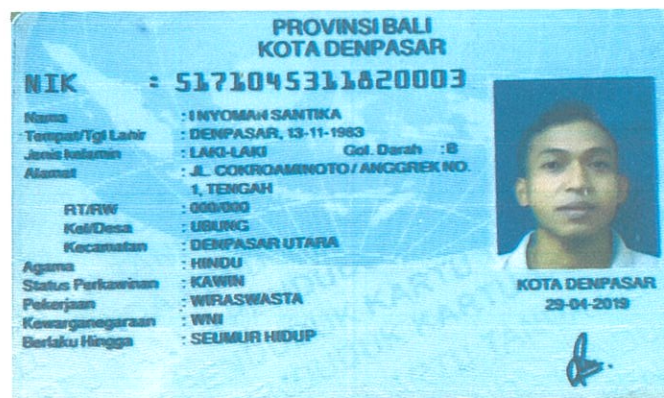 PROVINSI BALI
KOTA DENPASAR
NIK : 5171045311820003
Nama : I NYOMAN SANTIKA
Tempat/Tgl Lahir : DENPASAR, 13-11-1983
Jenis kelamin : LAKI-LAKI Gol. Darah : B
Alamat : JL. COKROAMINOTO / ANGGREK NO.
1, TENGAH
RT/RW : 000/000
Kel/Desa : UBUNG
Kecamatan : DENPASAR UTARA
Agama : HINDU
Status Perkawinan : KAWIN
Pekerjaan : WIRASWASTA
Kewarganegaraan : WNI
Berlaku Hingga : SEUMUR HIDUP
KOTA DENPASAR
29-04-2019